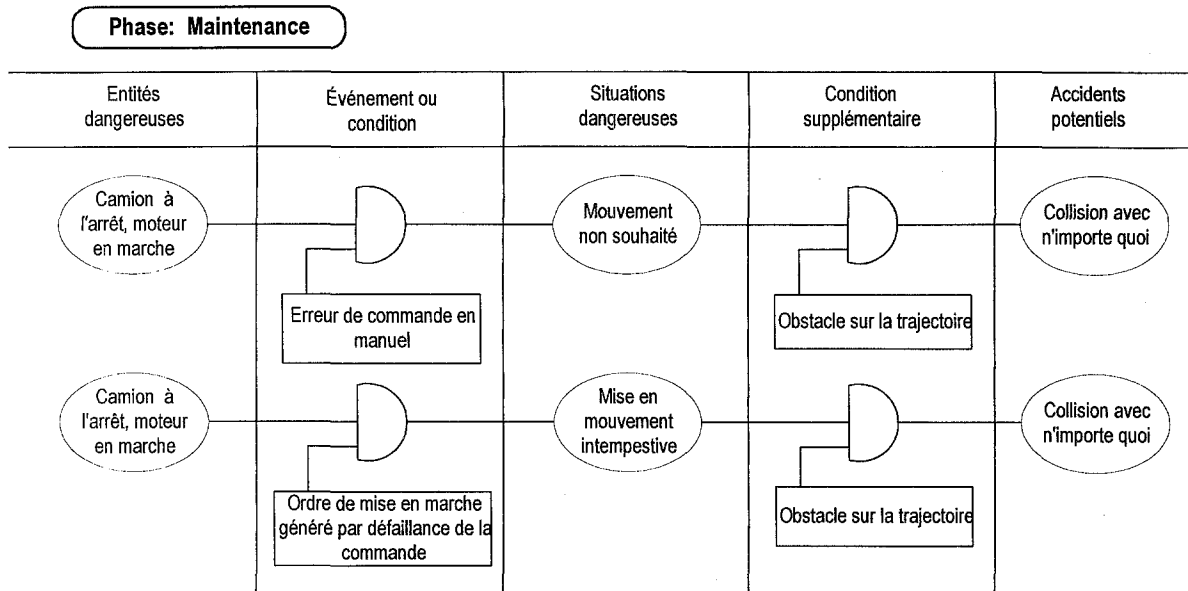 Phase: Maintenance
Entités
dangereuses
Événement ou
condition
Situations
dangereuses
Condition
supplémentaire
Accidents
potentiels
Camion à
l'arrêt, moteur
en marche
Mouvement
non souhaité
Collision avec
n'importe quoi
Erreur de commande en
manuel
Obstacle sur la trajectoire
Camion à
l'arrêt, moteur
en marche
Mise en
mouvement
intempestive
Collision avec
n'importe quoi
Ordre de mise en marche
généré par défaillance de la
commande
Obstacle sur la trajectoire